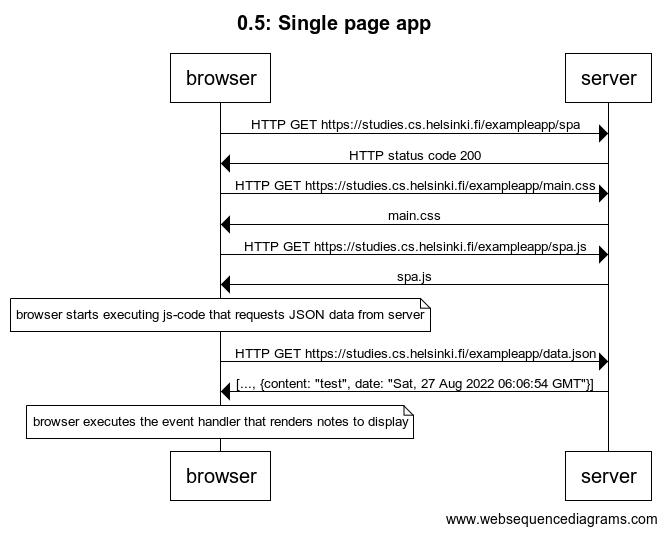 0.5: Single page app
browser
server
HTTP GET https://studies.cs.helsinki.fi/exampleapp/spa
HTTP status code 200
HTTP GET https://studies.cs.helsinki.fi/exampleapp/main.css
main.css
HTTP GET https://studies.cs.helsinki.fi/exampleapp/spa.js
spa.js
browser starts executing js-code that requests JSON data from server
HTTP GET https://studies.cs.helsinki.fi/exampleapp/data.json
[..., {content: "test", date: "Sat, 27 Aug 2022 06:06:54 GMT"}]
browser executes the event handler that renders notes to display
browser
server
www.websequencediagrams.com